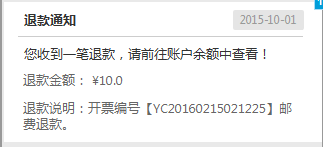 退款通知 2015-10-01
您收到一笔退款，请前往账户余额中查看！
退款金额： ¥10.0
退款说明：开票编号【YC20160215021225】邮
费退款。